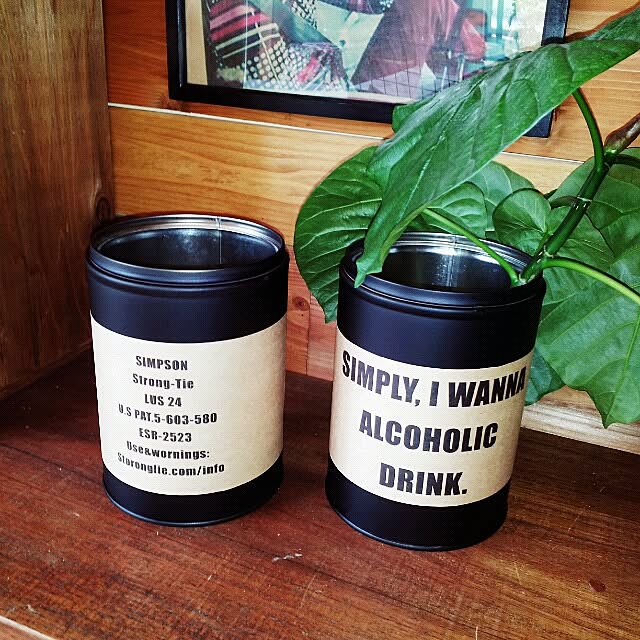 SIMPSON
Strong-Tie
LUS 24
U.S PAT.5-603-580
ESR-2523
Use&wornings:
Storongtie.com/info
SIMPLY, I WANNA
ALCOHOLIC
DRINK.